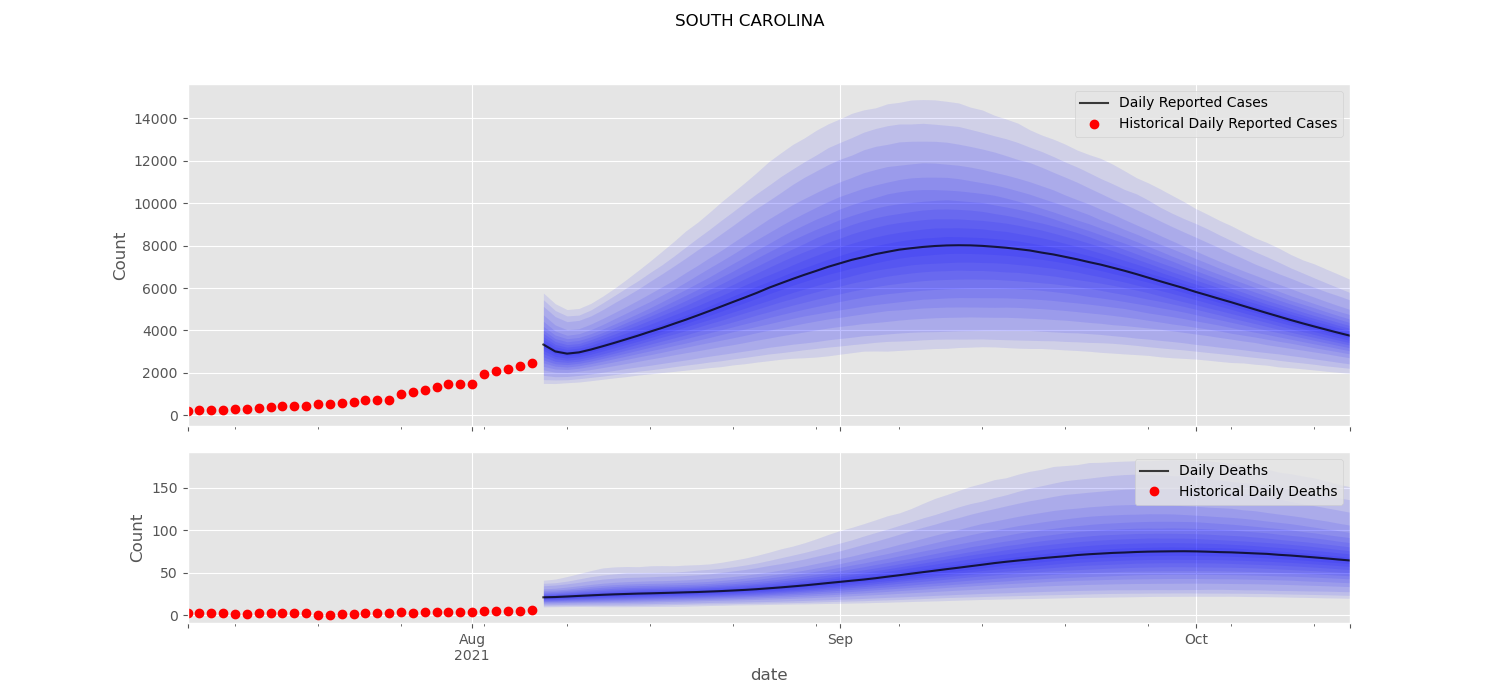 SOUTH CAROLINA
Daily Reported Cases
Historical Daily Reported Cases
14000
12000
10000
8000
6000
4000
2000
0
Count
Daily Deaths
Historical Daily Deaths
150
100
50
0
Count
Aug
2021
Sep
Oct
date